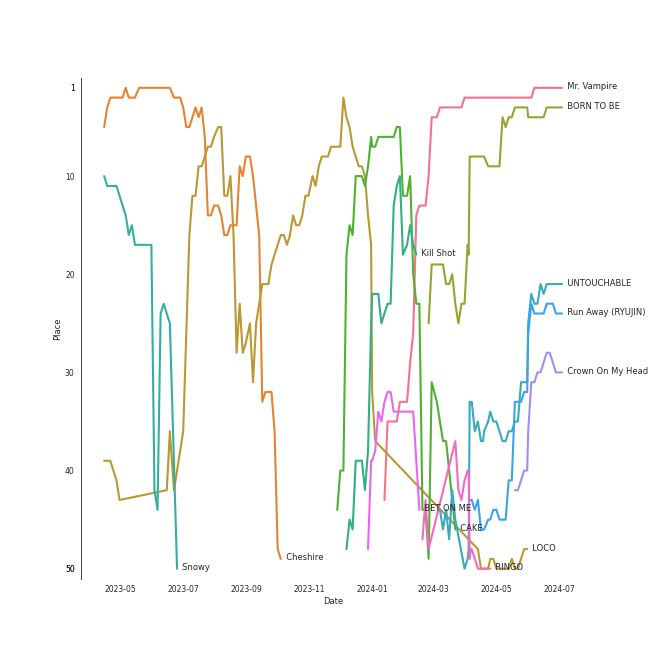 1
Mr. Vampire
BORN TO BE
10
Kill Shot
20
UNTOUCHABLE
Run Away (RYUJIN)
Place
30
Crown On My Head
40
BET ON ME
CAKE
LOCO
Cheshire
50
Snowy
RINGO
2023-05
2023-07
2023-09
2023-11
2024-01
2024-03
2024-05
2024-07
Date